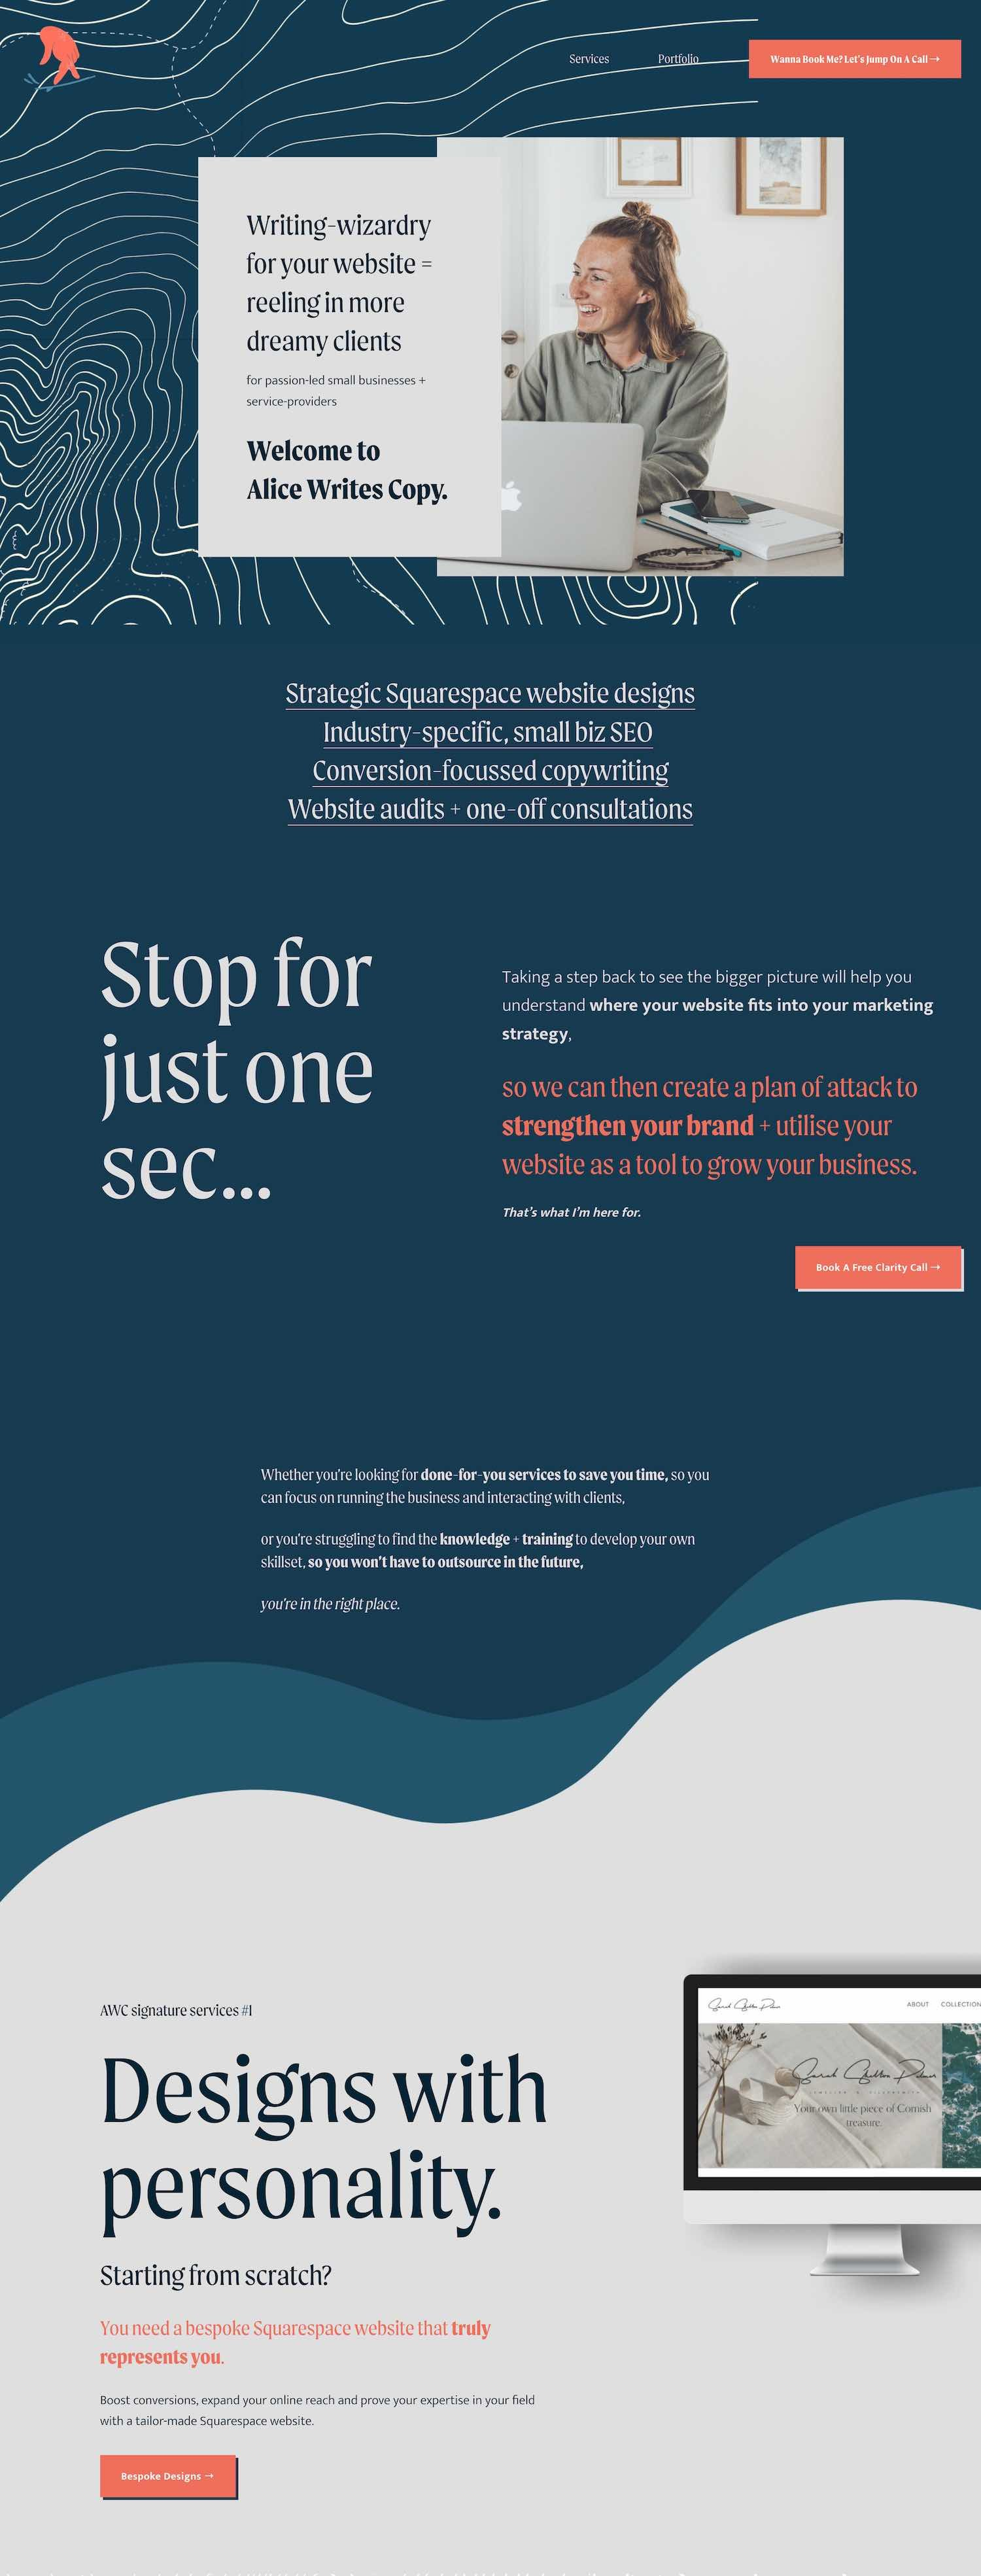 Services
Portfolio
Wanna Book Me? Let's Jump On A Call →
Writing-wizardry
for your website =
reeling in more
dreamy clients
for passion-led small businesses +
service-providers
Welcome to
Alice Writes Copy.
Strategic Squarespace website designs
Industry-specific, small biz SEO
Conversion-focussed copywriting
Website audits + one-off consultations
Stop for
just one
sec...
Taking a step back to see the bigger picture will help you
understand where your website fits into your marketing
strategy,
so we can then create a plan of attack to
strengthen your brand + utilise your
website as a tool to grow your business.
That's what I'm here for.
Book A Free Clarity Call →
Whether you're looking for done-for-you services to save you time, so you
can focus on running the business and interacting with clients,
or you're struggling to find the knowledge + training to develop your own
skillset, so you won't have to outsource in the future,
you're in the right place.
AWC signature services #1
Designs with
personality.
Starting from scratch?
You need a bespoke Squarespace website that truly
represents you.
Boost conversions, expand your online reach and prove your expertise in your field
with a tailor-made Squarespace website.
Bespoke Designs →
ABOUT
COLLECTION
Your own little piece of Cornish
treasure.